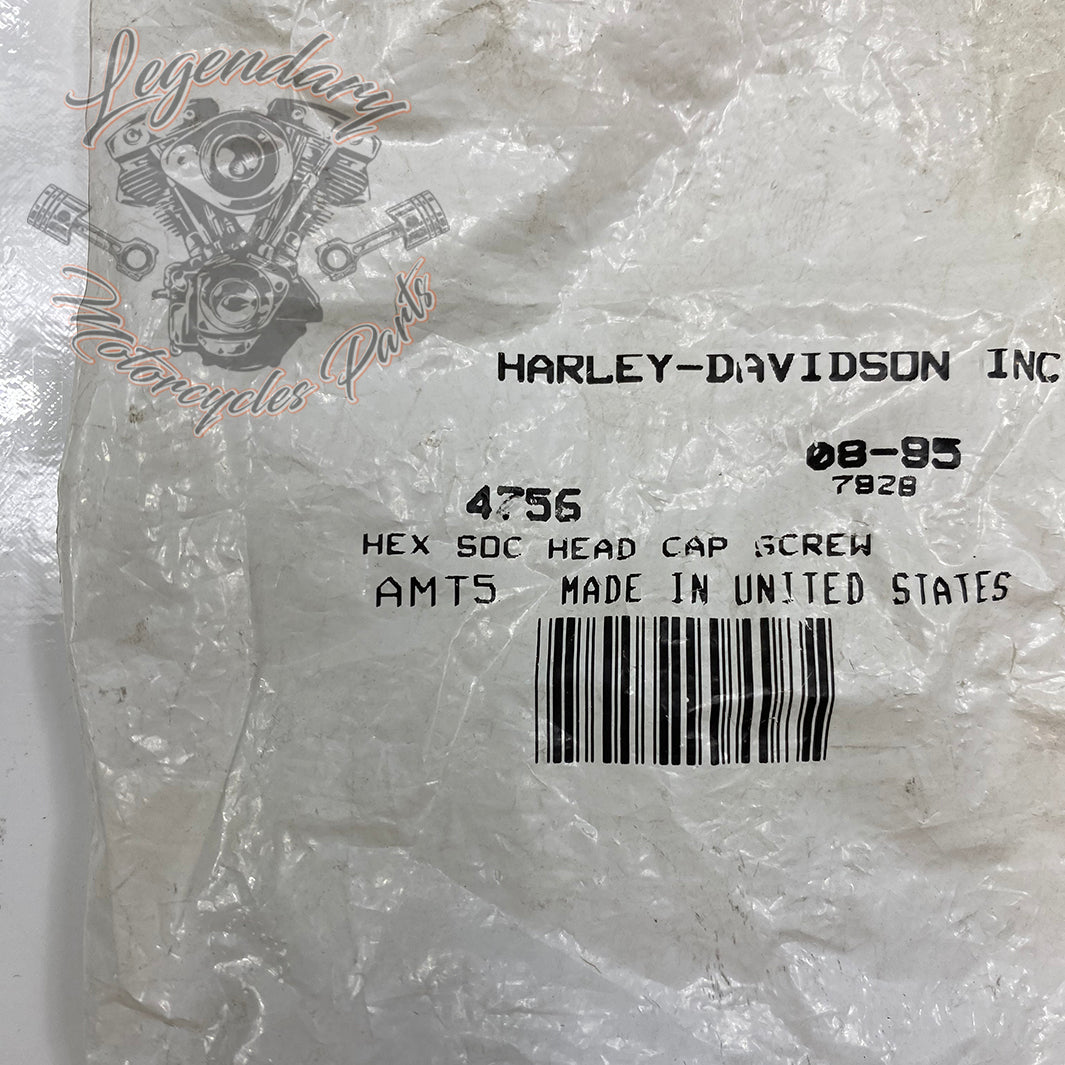 Legendary
Motorcycles Parts
HARLEY-DAVIDSON INC
08-95
7928
4756
HEX SOC HEAD CAP SCREW
AMT5 MADE IN UNITED STATES